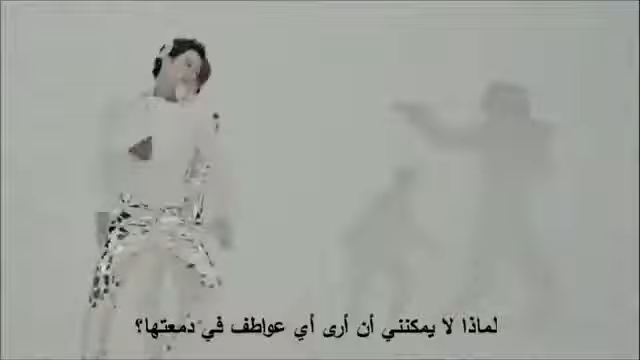 لماذا لا يمكنني أن أرى أي عواطف في دمعتها؟